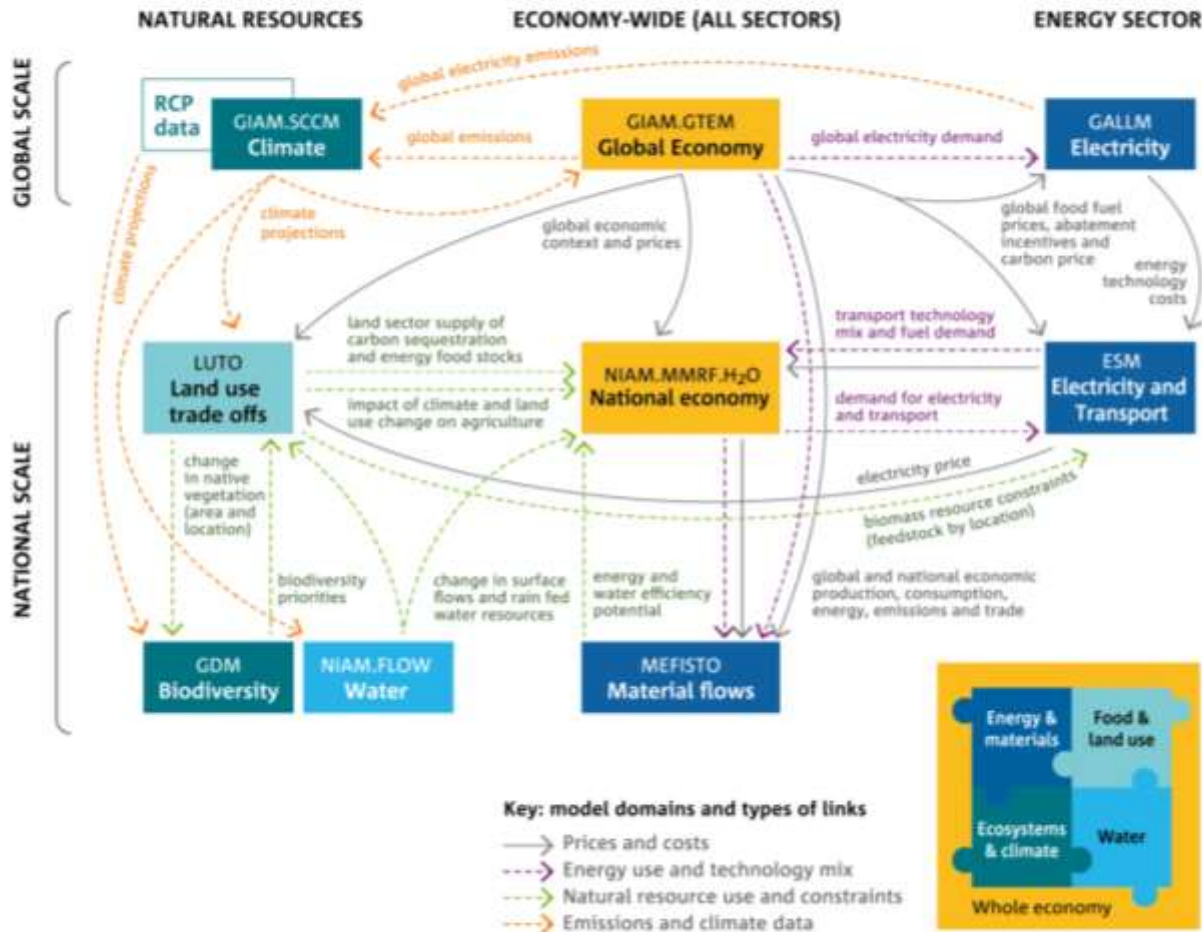 NATURAL RESOURCES
ECONOMY-WIDE (ALL SECTORS)
ENERGY SECTOR
GLOBAL SCALE
global electricity emissions
RCP
data
GIAM.SCCM
Climate
global emissions
GIAM.GTEM
Global Economy
global electricity demand
GALLM
Electricity
climate projections
climate
projections
global economic
context and prices
global food fuel
prices, abatement
incentives and
carbon price
energy
technology
costs
NATIONAL SCALE
LUTO
Land use
trade offs
land sector supply of
carbon sequestration
and energy food stocks
impact of climate and land
use change on agriculture
NIAM.MMRF.H₂O
National economy
transport technology
mix and fuel demand
demand for electricity
and transport
ESM
Electricity and
Transport
electricity price
biomass resource constraints
(feedstock by location)
change
in native
vegetation
(area and
location)
biodiversity
priorities
change in surface
flows and rain fed
water resources
energy and
water efficiency
potential
global and national economic
production, consumption,
energy, emissions and trade
GDM
Biodiversity
NIAM.FLOW
Water
MEFISTO
Material flows
Energy &
materials
Food &
land use
Ecosystems
& climate
Water
Whole economy
Key: model domains and types of links
Prices and costs
Energy use and technology mix
Natural resource use and constraints
Emissions and climate data